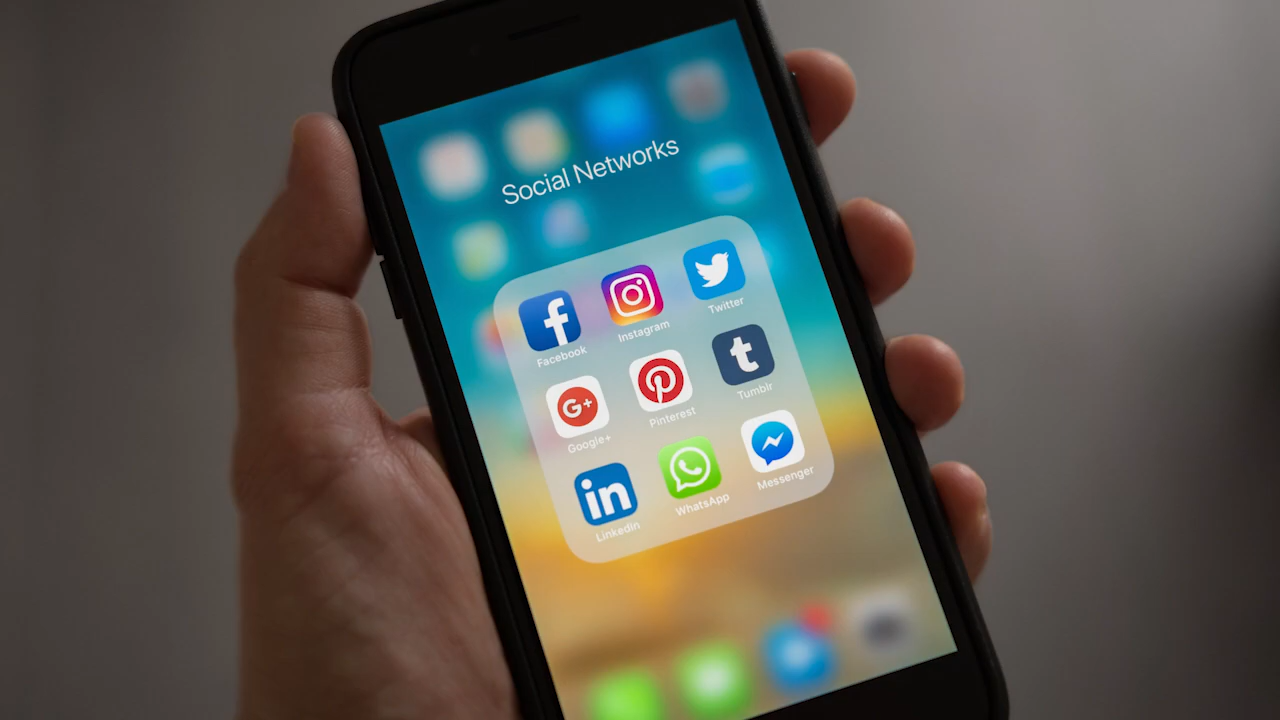 Social Networks
Facebook
Instagram
Twitter
Google+
Pinterest
Tumblr
Linkedin
WhatsApp
Messenger